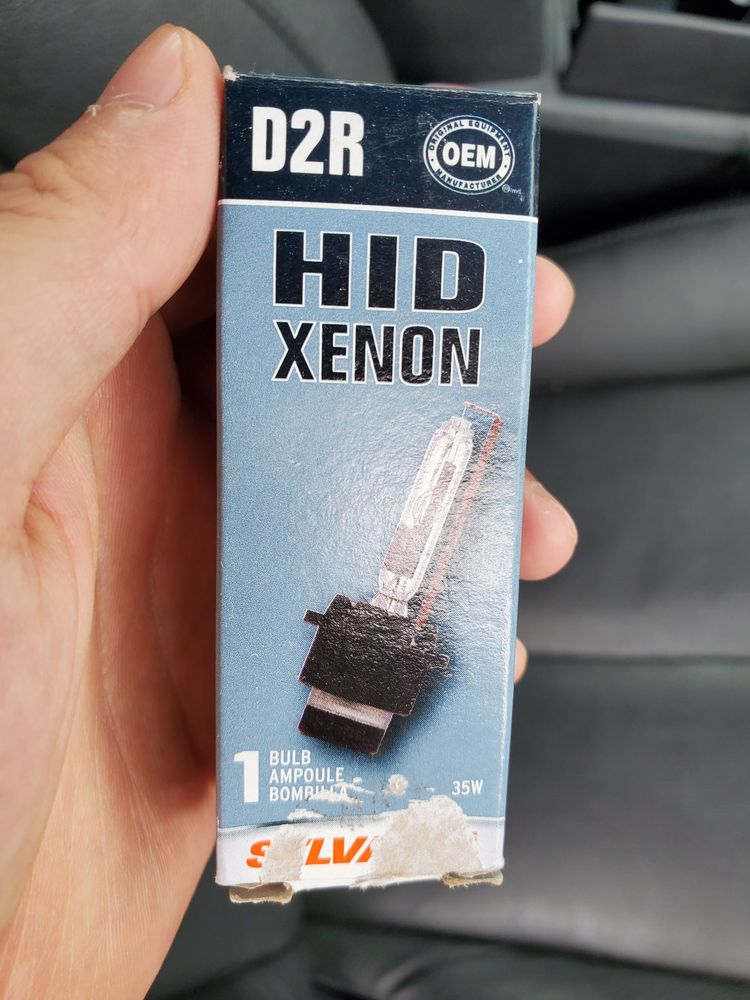 D2R
ORIGINAL EQUIPMENT
OEM
MANUFACTURER
HID
XENON
1
BULB
AMPOULE
BOMBILLA
35W